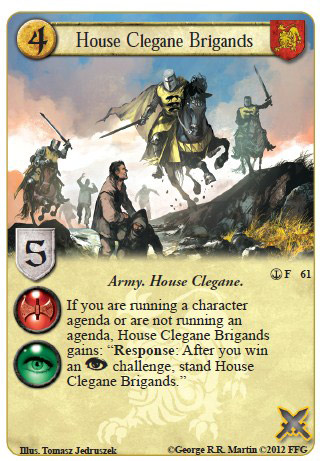 4
House Clegane Brigands
5
Army. House Clegane.
F 61
If you are running a character
agenda or are not running an
agenda, House Clegane Brigands
gains: “Response: After you win
an challenge, stand House
Clegane Brigands.”
Illus. Tomasz Jedruszek
©George R.R. Martin ©2012 FFG